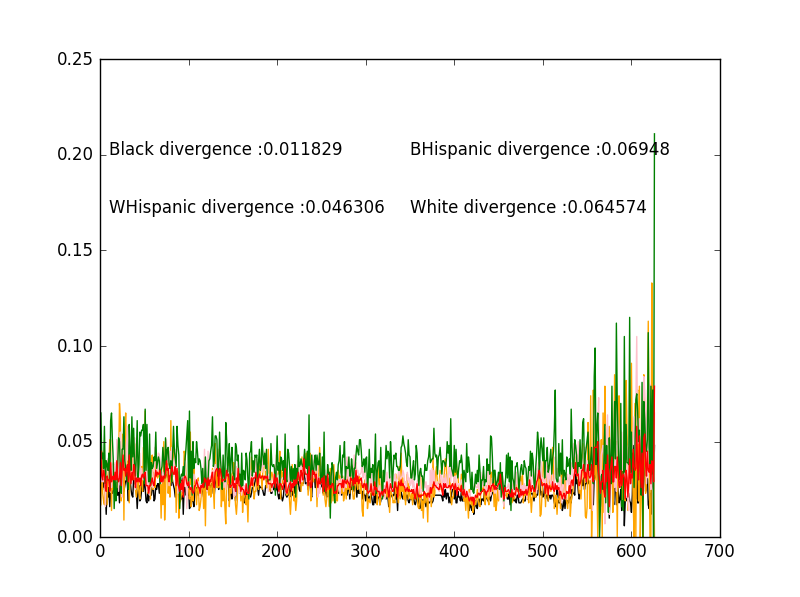 0.25
Black divergence :0.011829 BHispanic divergence :0.06948
0.20
WHispanic divergence :0.046306 White divergence :0.064574
0.15
0.10
0.05
0.00
0 100 200 300 400 500 600 700